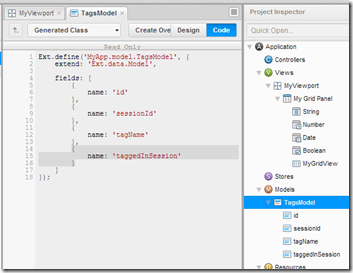 MyViewport
TagsModel
Generated Class
Create Ove
Design
Code
Read Only
1 Ext.define('MyApp.model.TagsModel', {
2 extend: 'Ext.data.Model',
3
4 fields: [
5 {
6 name: 'id'
7 },
8 {
9 name: 'sessionId'
10 },
11 {
12 name: 'tagName'
13 },
14 {
15 name: 'taggedInSession'
16 }
17 ]
18 });
Project Inspector
Quick Open...
Application
Controllers
Views
MyViewport
My Grid Panel
String
Number
Date
Boolean
MyGridView
Stores
Models
TagsModel
id
sessionId
tagName
taggedInSession
Resources